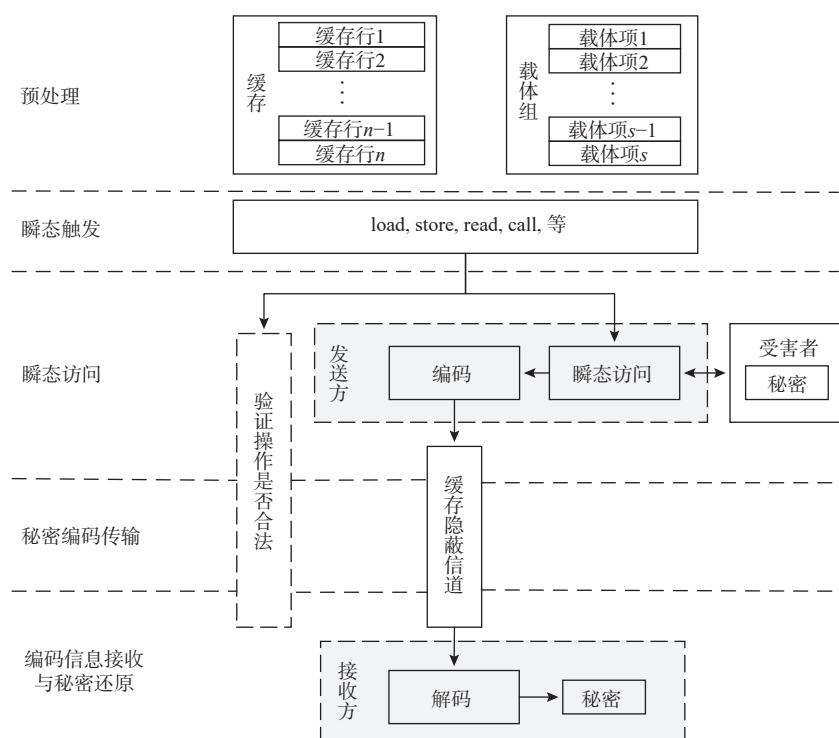 预处理
缓存
缓存行1
缓存行2
⋮
缓存行n−1
缓存行n
载体组
载体项1
载体项2
⋮
载体项s−1
载体项s
瞬态触发
load, store, read, call, 等
瞬态访问
验证操作是否合法
发送方
编码
瞬态访问
受害者
秘密
秘密编码传输
缓存隐蔽信道
编码信息接收
与秘密还原
接收方
解码
秘密